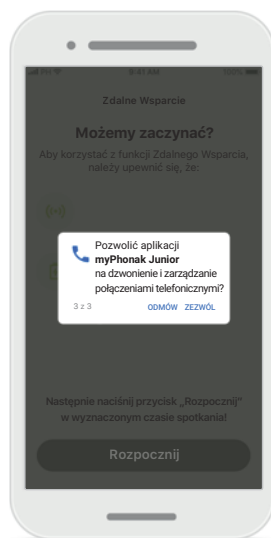 9:41 AM
100%
Zdalne Wsparcie
Możemy zaczynać?
Aby korzystać z funkcji Zdalnego Wsparcia,
należy upewnić się, że:
Pozwolić aplikacji
myPhonak Junior
na dzwonienie i zarządzanie
połączeniami telefonicznymi?
3 z 3
ODMÓW ZEZWÓL
Następnie naciśnij przycisk „Rozpocznij"
w wyznaczonym czasie spotkania!
Rozpocznij